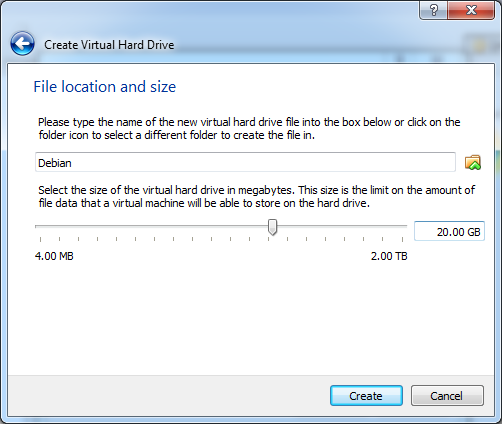 Create Virtual Hard Drive
File location and size
Please type the name of the new virtual hard drive file into the box below or click on the
folder icon to select a different folder to create the file in.
Debian
Select the size of the virtual hard drive in megabytes. This size is the limit on the amount of
file data that a virtual machine will be able to store on the hard drive.
20.00 GB
4.00 MB 2.00 TB
Create Cancel